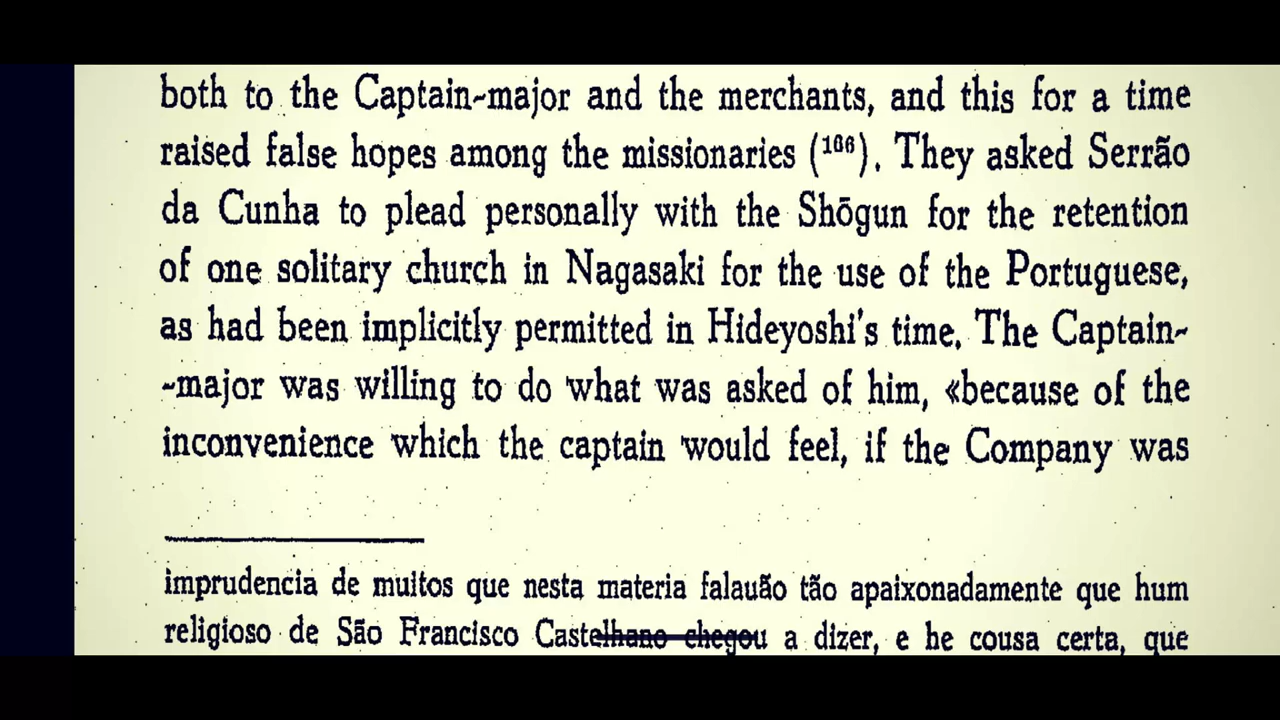 both to the Captain-major and the merchants, and this for a time
raised false hopes among the missionaries (166). They asked Serrão
da Cunha to plead personally with the Shōgun for the retention
of one solitary church in Nagasaki for the use of the Portuguese,
as had been implicitly permitted in Hideyoshi's time. The Captain-
-major was willing to do what was asked of him, «because of the
inconvenience which the captain would feel, if the Company was
imprudencia de muitos que nesta materia falauão tão apaixonadamente que hum
religioso de São Francisco Castelhano chegou a dizer, e he cousa certa, que